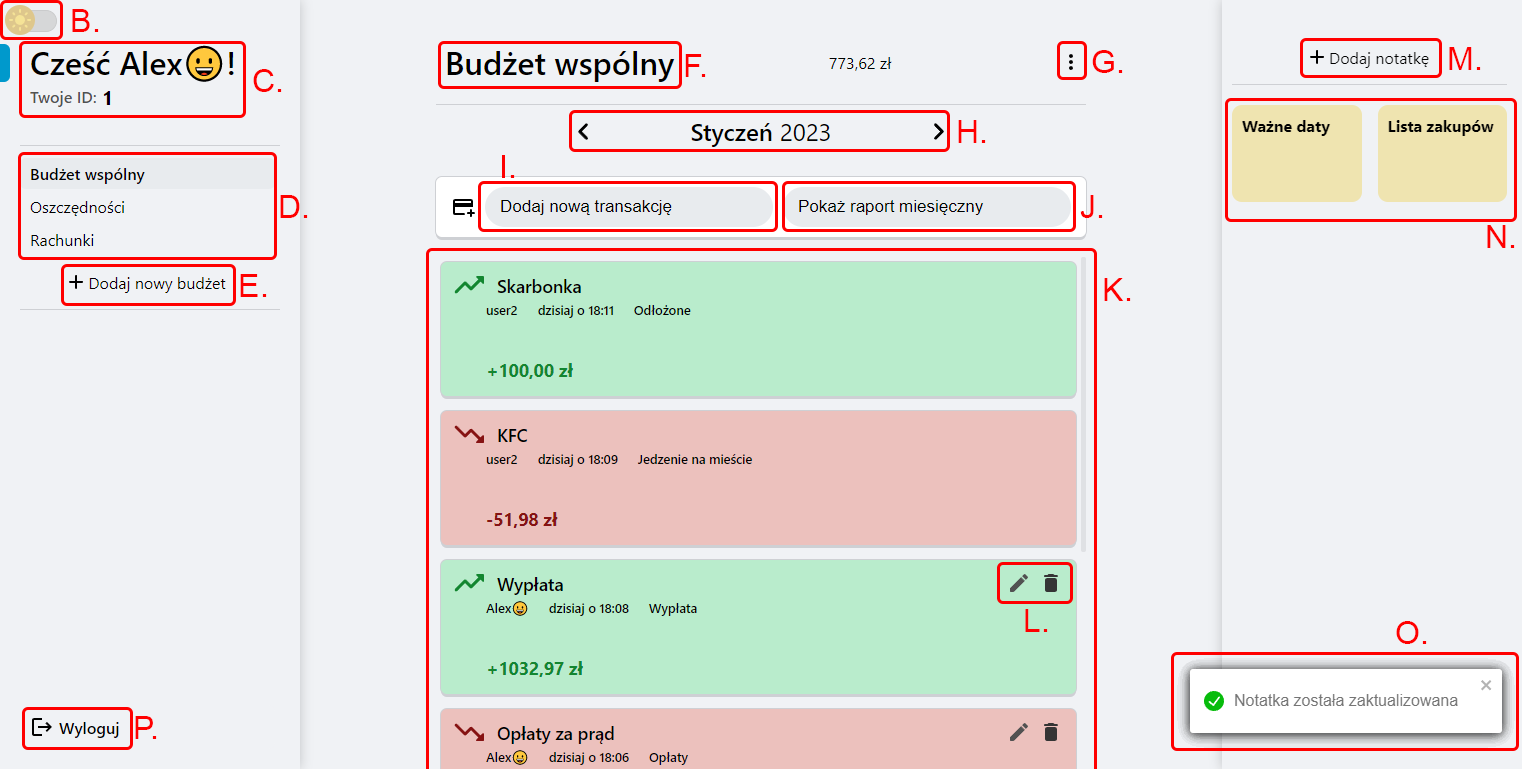 B.
Cześć Alex😀!
Twoje ID: 1
C.
Budżet wspólny
Oszczędności
Rachunki
D.
Dodaj nowy budżet
E.
Wyloguj
P.
Budżet wspólny
F.
773,62 zł
G.
Styczeń 2023
H.
I.
Dodaj nową transakcję
Pokaż raport miesięczny
J.
K.
Skarbonka
user2 dzisiaj o 18:11 Odłożone
+100,00 zł
KFC
user2 dzisiaj o 18:09 Jedzenie na mieście
-51,98 zł
Wypłata
Alex😀 dzisiaj o 18:08 Wypłata
L.
+1032,97 zł
Opłaty za prąd
Alex😀 dzisiaj o 18:06 Opłaty
Dodaj notatkę
M.
Ważne daty
Lista zakupów
N.
O.
Notatka została zaktualizowana